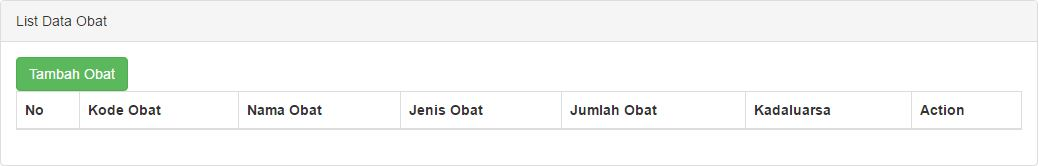 List Data Obat
Tambah Obat
No Kode Obat Nama Obat Jenis Obat Jumlah Obat Kadaluarsa Action